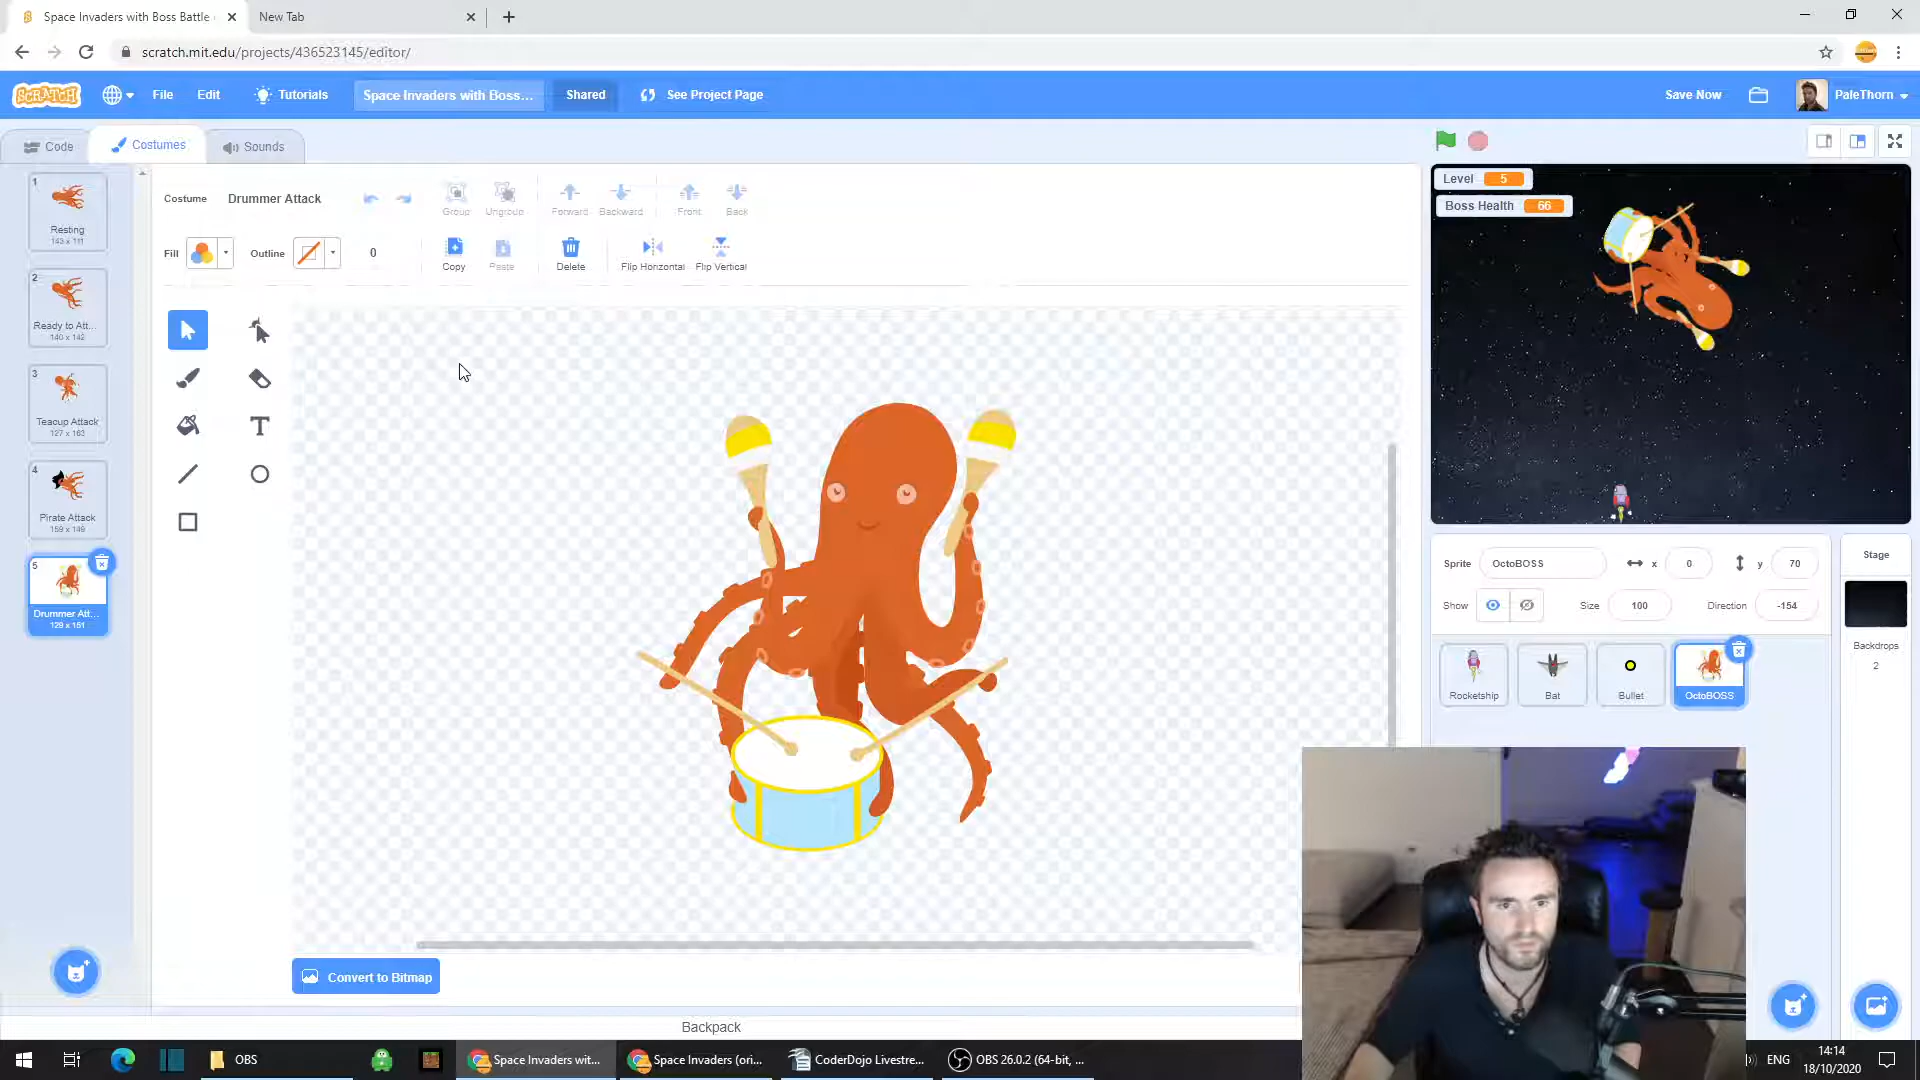 Space Invaders with Boss Battle
New Tab
scratch.mit.edu/projects/436523145/editor/
SCRATCH
File
Edit
Tutorials
Space Invaders with Boss...
Shared
See Project Page
Save Now
PaleThorn
Code
Costumes
Sounds
Costume
Drummer Attack
Group
Ungroup
Forward
Backward
Front
Back
Fill
Outline
0
Copy
Paste
Delete
Flip Horizontal
Flip Vertical
1
Resting
143 x 111
2
Ready to Att...
140 x 142
3
Teacup Attack
127 x 163
4
Pirate Attack
159 x 149
5
Drummer Att...
129 x 151
Level 5
Boss Health 66
Sprite
OctoBOSS
x
0
y
70
Show
Size
100
Direction
-154
Rocketship
Bat
Bullet
OctoBOSS
Stage
Backdrops
2
Convert to Bitmap
Backpack
OBS
Space Invaders wit...
Space Invaders (ori...
CoderDojo Livestre...
OBS 26.0.2 (64-bit, ...
ENG
14:14
18/10/2020